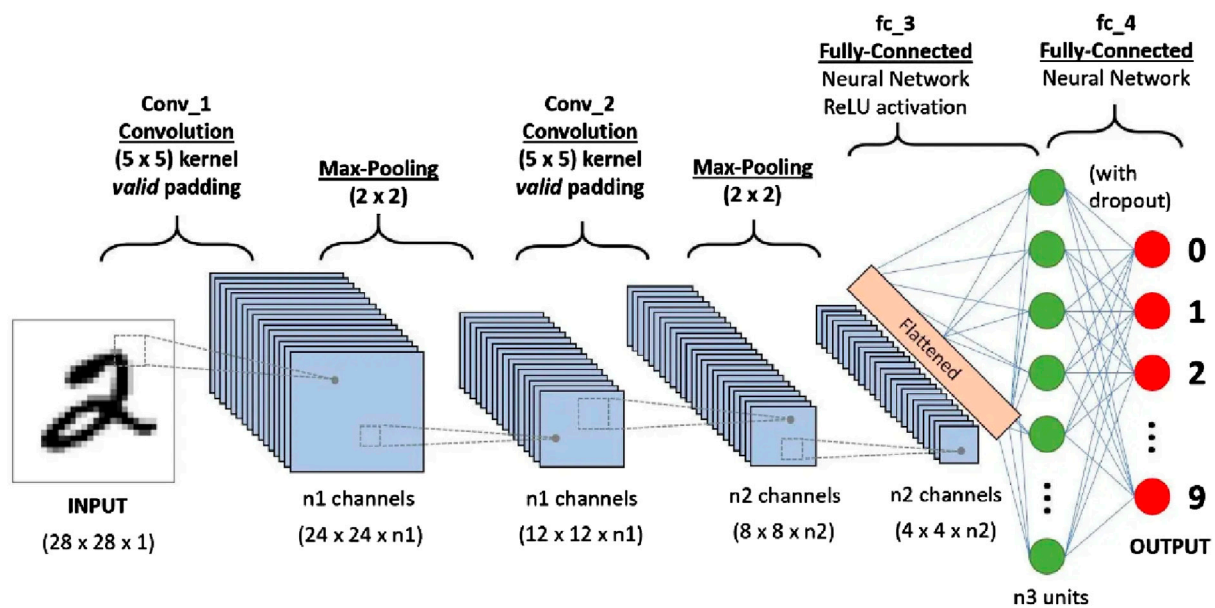 fc_3
Fully-Connected
Neural Network
ReLU activation
fc_4
Fully-Connected
Neural Network
Conv_1
Convolution
(5 x 5) kernel
valid padding
Max-Pooling
(2 x 2)
Conv_2
Convolution
(5 x 5) kernel
valid padding
Max-Pooling
(2 x 2)
(with
dropout)
Flattened
0
1
2
9
INPUT
(28 x 28 x 1)
n1 channels
(24 x 24 x n1)
n1 channels
(12 x 12 x n1)
n2 channels
(8 x 8 x n2)
n2 channels
(4 x 4 x n2)
OUTPUT
n3 units